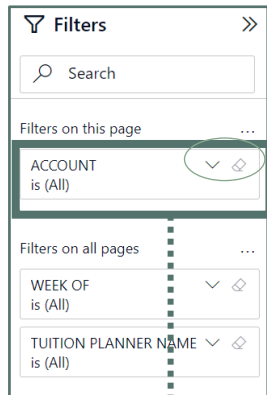 Filters
Search
Filters on this page
...
ACCOUNT
is (All)
Filters on all pages
...
WEEK OF
is (All)
TUITION PLANNER NAME
is (All)